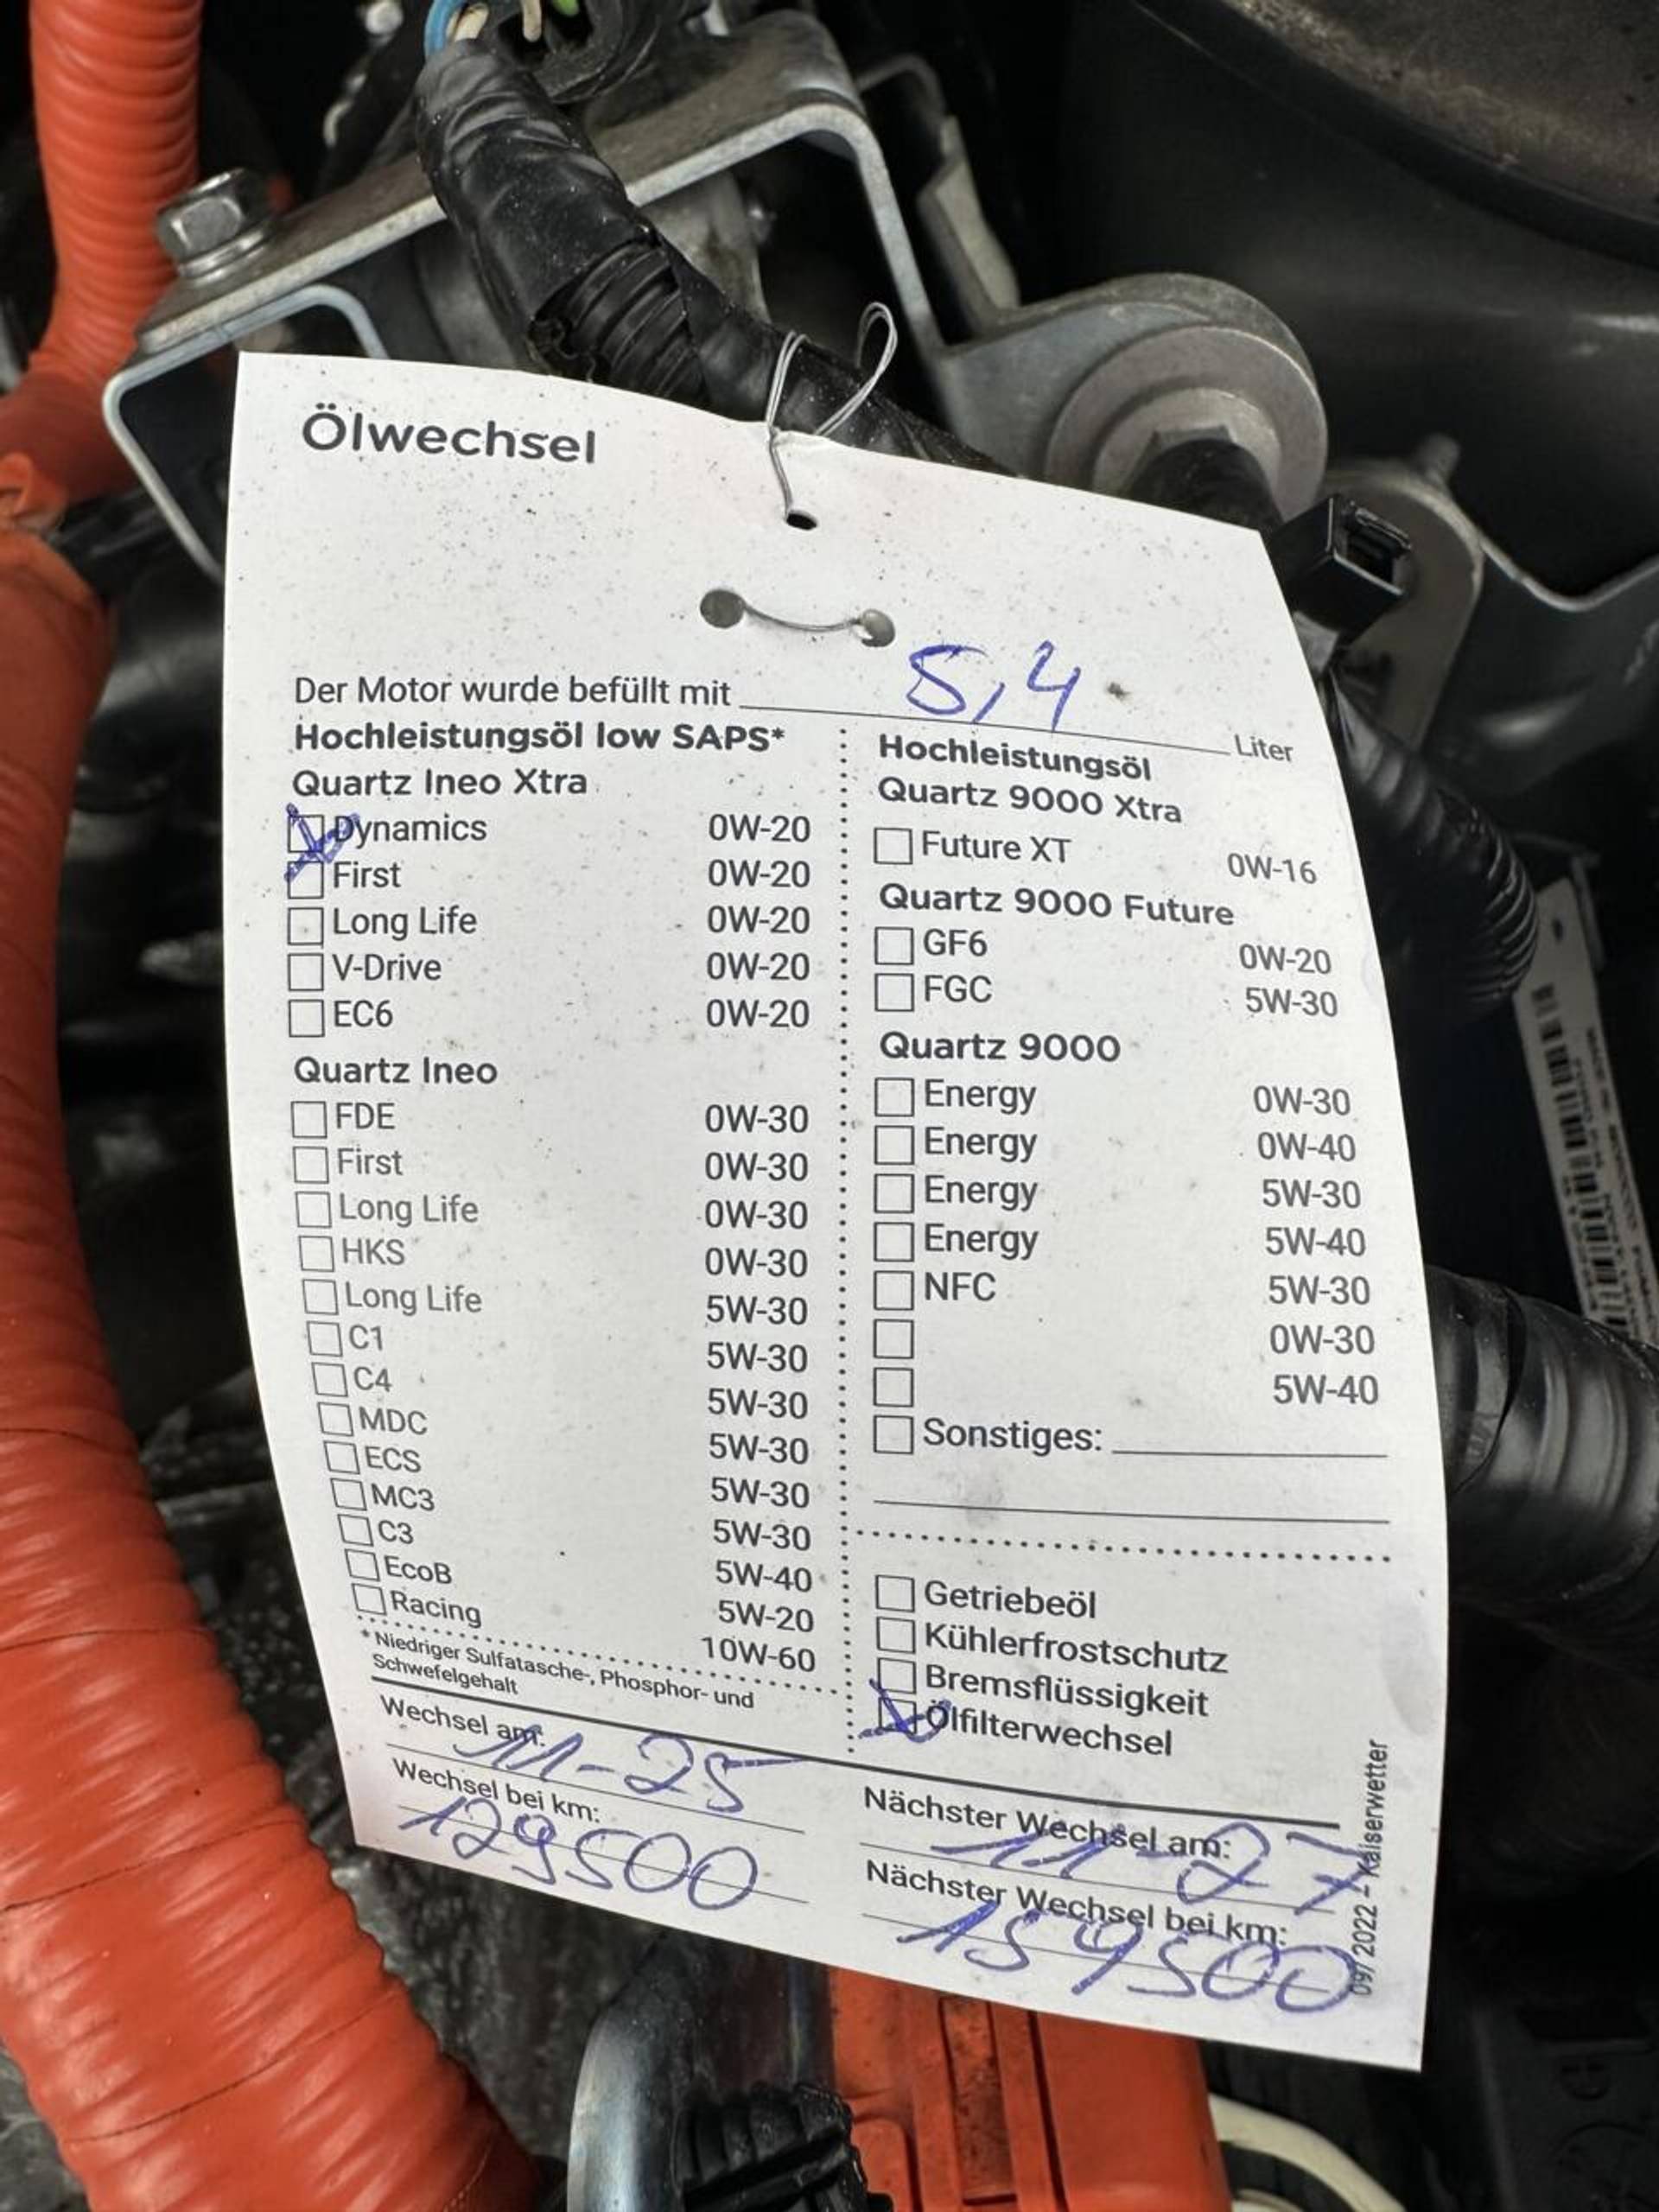 Ölwechsel
Der Motor wurde befüllt mit 5,4 Liter
Hochleistungsöl low SAPS*
Quartz Ineo Xtra
Dynamics 0W-20
First 0W-20
Long Life 0W-20
V-Drive 0W-20
EC6 0W-20
Quartz Ineo
FDE 0W-30
First 0W-30
Long Life 0W-30
HKS 0W-30
Long Life 5W-30
C1 5W-30
C4 5W-30
MDC 5W-30
ECS 5W-30
MC3 5W-30
C3 5W-40
EcoB 5W-20
Racing 10W-60
* Niedriger Sulfatasche-, Phosphor- und
Schwefelgehalt
Hochleistungsöl
Quartz 9000 Xtra
Future XT 0W-16
Quartz 9000 Future
GF6 0W-20
FGC 5W-30
Quartz 9000
Energy 0W-30
Energy 0W-40
Energy 5W-30
Energy 5W-40
NFC 5W-30
0W-30
5W-40
Sonstiges:
Getriebeöl
Kühlerfrostschutz
Bremsflüssigkeit
Ölfilterwechsel
Wechsel am: 11-25
Wechsel bei km:
129500
Nächster Wechsel am:
11-27
Nächster Wechsel bei km:
159500
09/2022 – Kaiserwetter